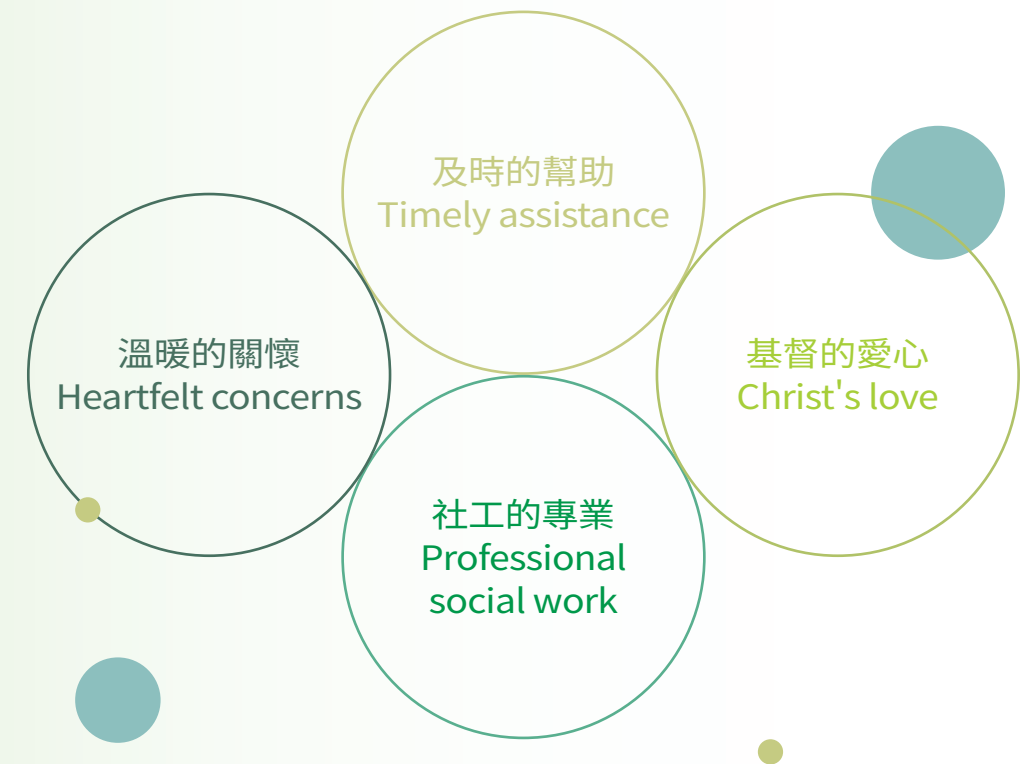 及時的幫助
Timely assistance
溫暖的關懷
Heartfelt concerns
基督的愛心
Christ's love
社工的專業
Professional
social work